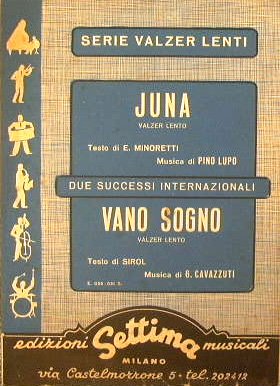 SERIE VALZER LENTI
JUNA
VALZER LENTO
Testo di E. MINORETTI
Musica di PINO LUPO
DUE SUCCESSI INTERNAZIONALI
VANO SOGNO
VALZER LENTO
Testo di SIROL
Musica di G. CAVAZZUTI
edizioni Settima musicali
MILANO
via Castelmorrone 5 - tel. 202412